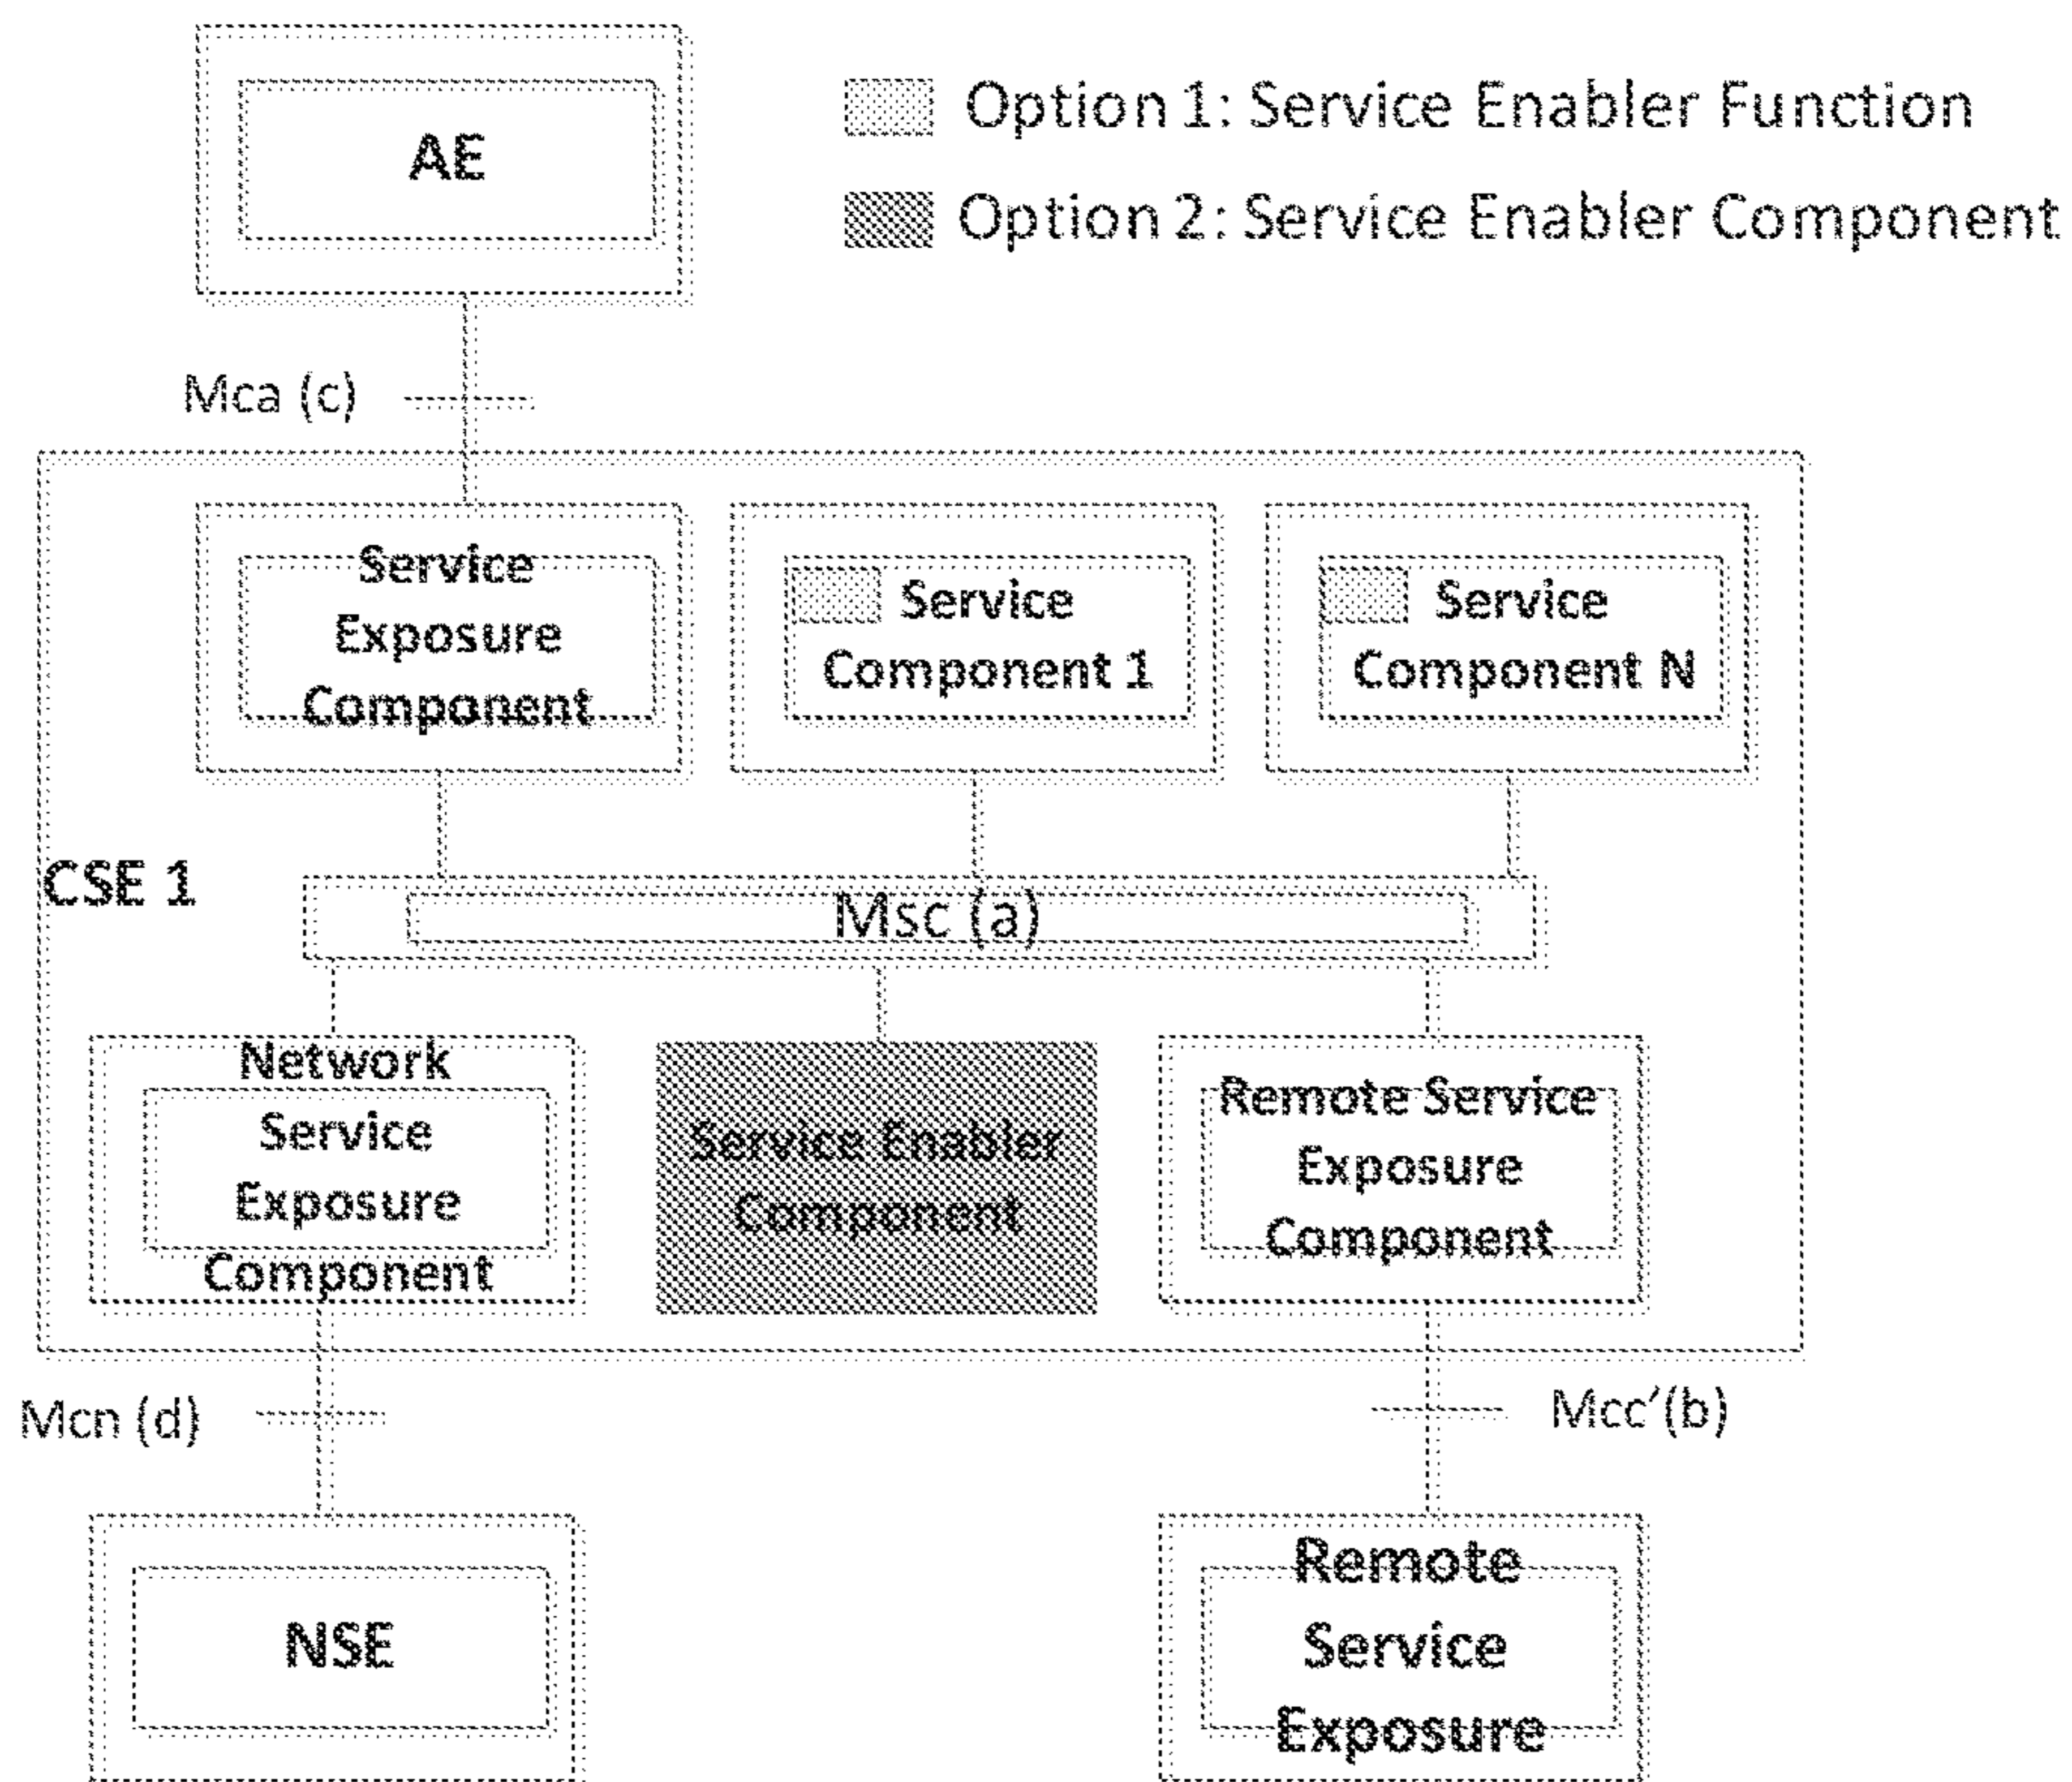 AE
Option 1: Service Enabler Function
Option 2: Service Enabler Component
Mca (c)
Service
Exposure
Component
Service
Component 1
Service
Component N
CSE 1
Msc (a)
Network
Service
Exposure
Component
Service Enabler
Component
Remote Service
Exposure
Component
Mcn (d)
Mcc′(b)
NSE
Remote
Service
Exposure